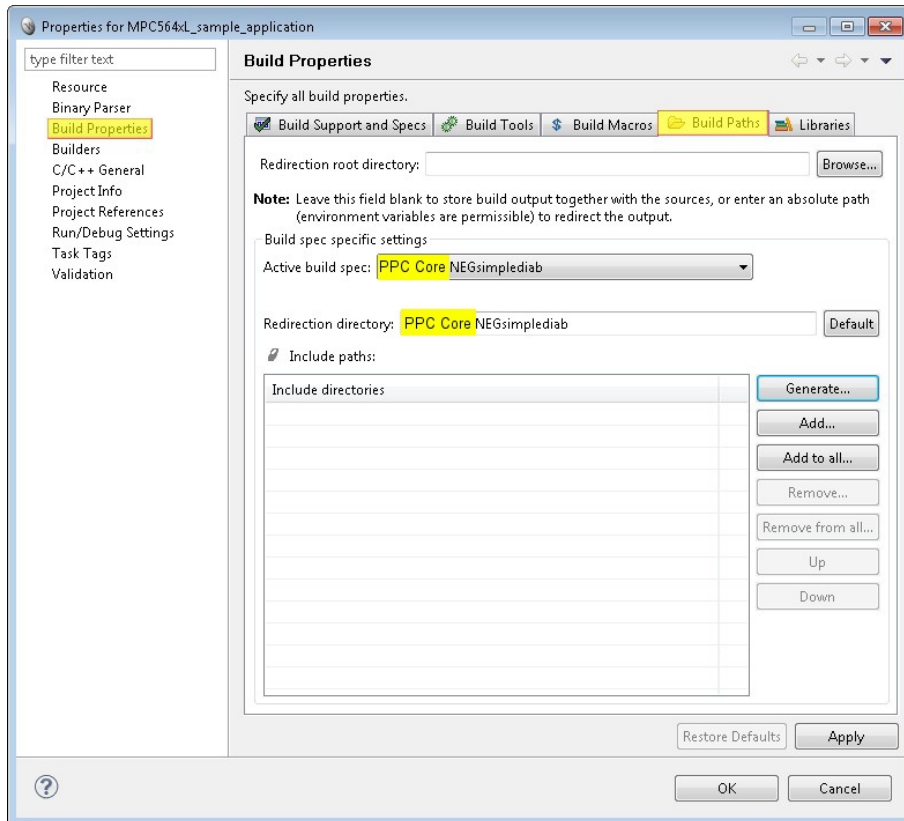 Properties for MPC564xL_sample_application
type filter text
Resource
Binary Parser
Build Properties
Builders
C/C++ General
Project Info
Project References
Run/Debug Settings
Task Tags
Validation
Build Properties
Specify all build properties.
Build Support and Specs
Build Tools
$ Build Macros
Build Paths
Libraries
Redirection root directory:
Browse...
Note: Leave this field blank to store build output together with the sources, or enter an absolute path
(environment variables are permissible) to redirect the output.
Build spec specific settings
Active build spec: PPC Core NEGsimplediab
Redirection directory: PPC Core NEGsimplediab
Default
Include paths:
Include directories
Generate...
Add...
Add to all...
Remove...
Remove from all...
Up
Down
Restore Defaults
Apply
?
OK
Cancel